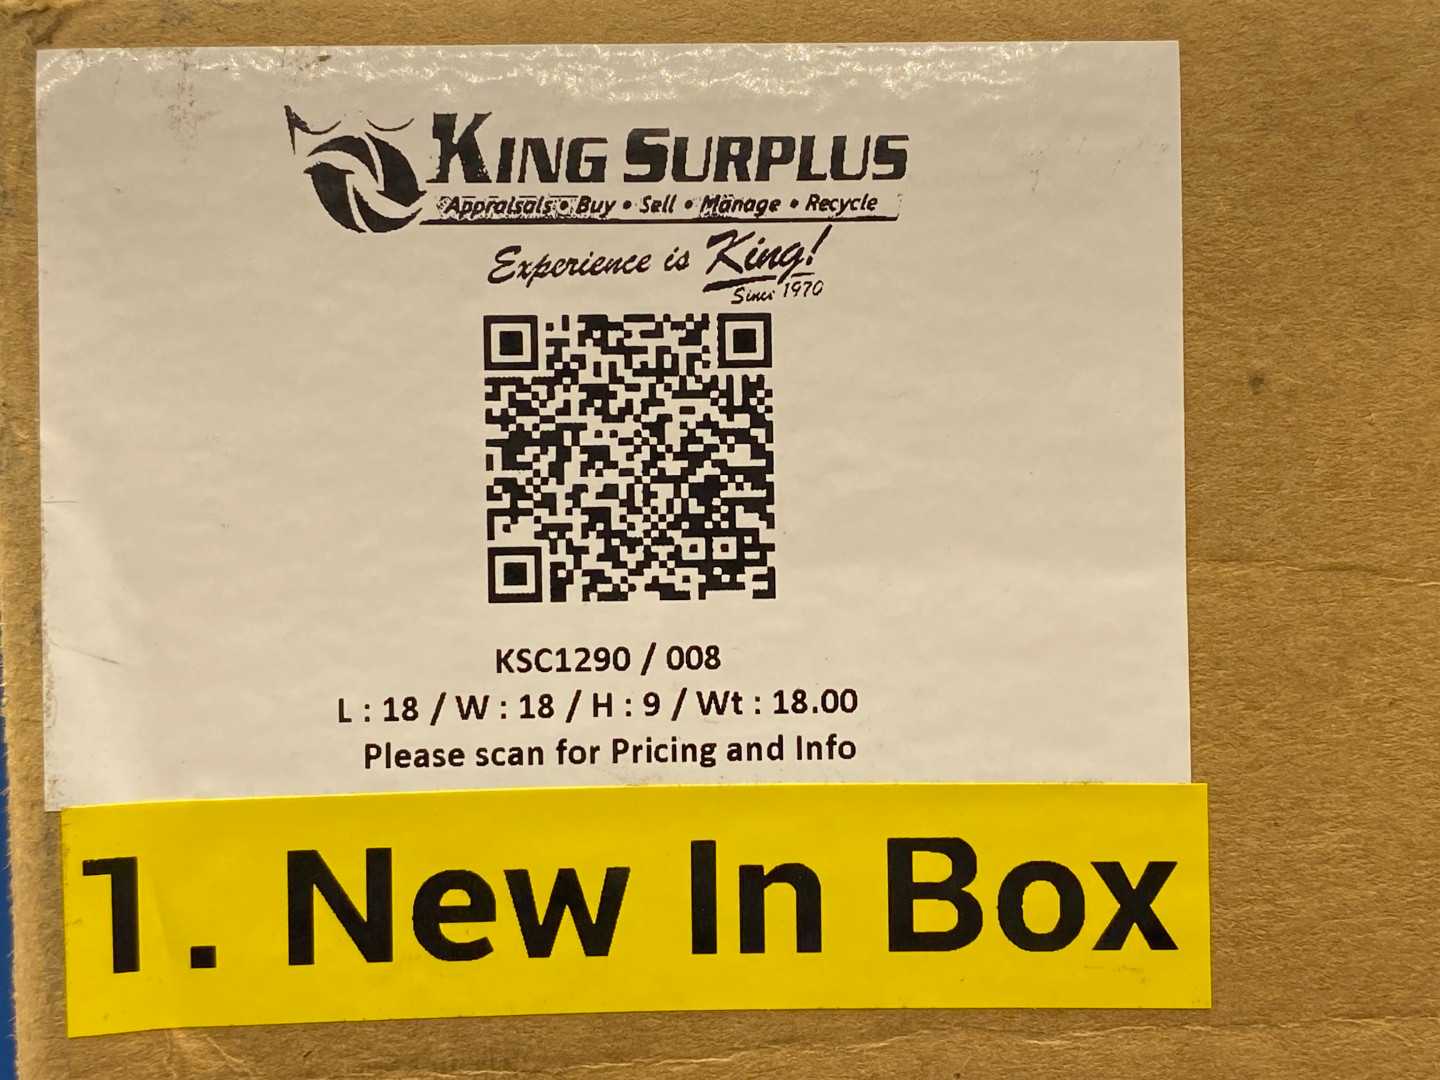 KING SURPLUS
Appraisals • Buy • Sell • Manage • Recycle
Experience is King!
Since 1970
KSC1290 / 008
L : 18 / W : 18 / H : 9 / Wt : 18.00
Please scan for Pricing and Info
1. New In Box